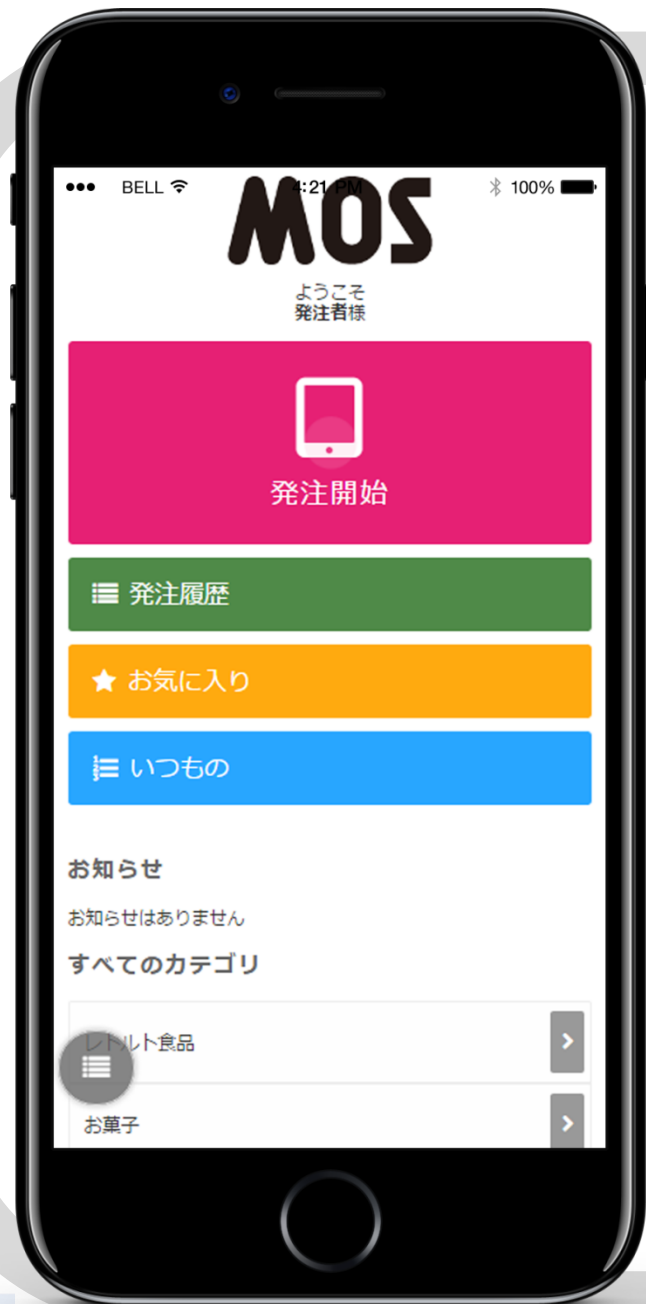 BELL 4:21 PM 100%
MOS
ようこそ
発注者様
発注開始
発注履歴
お気に入り
いつもの
お知らせ
お知らせはありません
すべてのカテゴリ
レトルト食品
お菓子